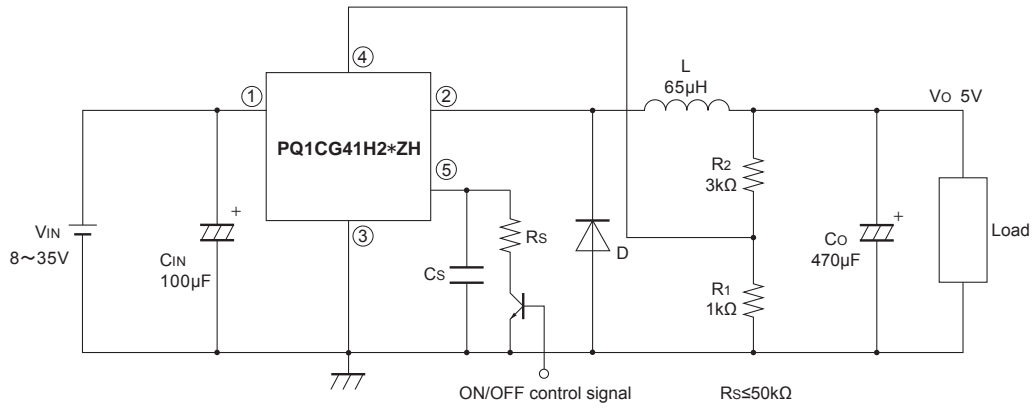 ④
L
65µH
①
②
VO 5V
PQ1CG41H2∗ZH
R2
3kΩ
⑤
+
+
VIN
8～35V
CIN
100µF
③
RS
CS
D
CO
470µF
Load
R1
1kΩ
ON/OFF control signal
RS≤50kΩ